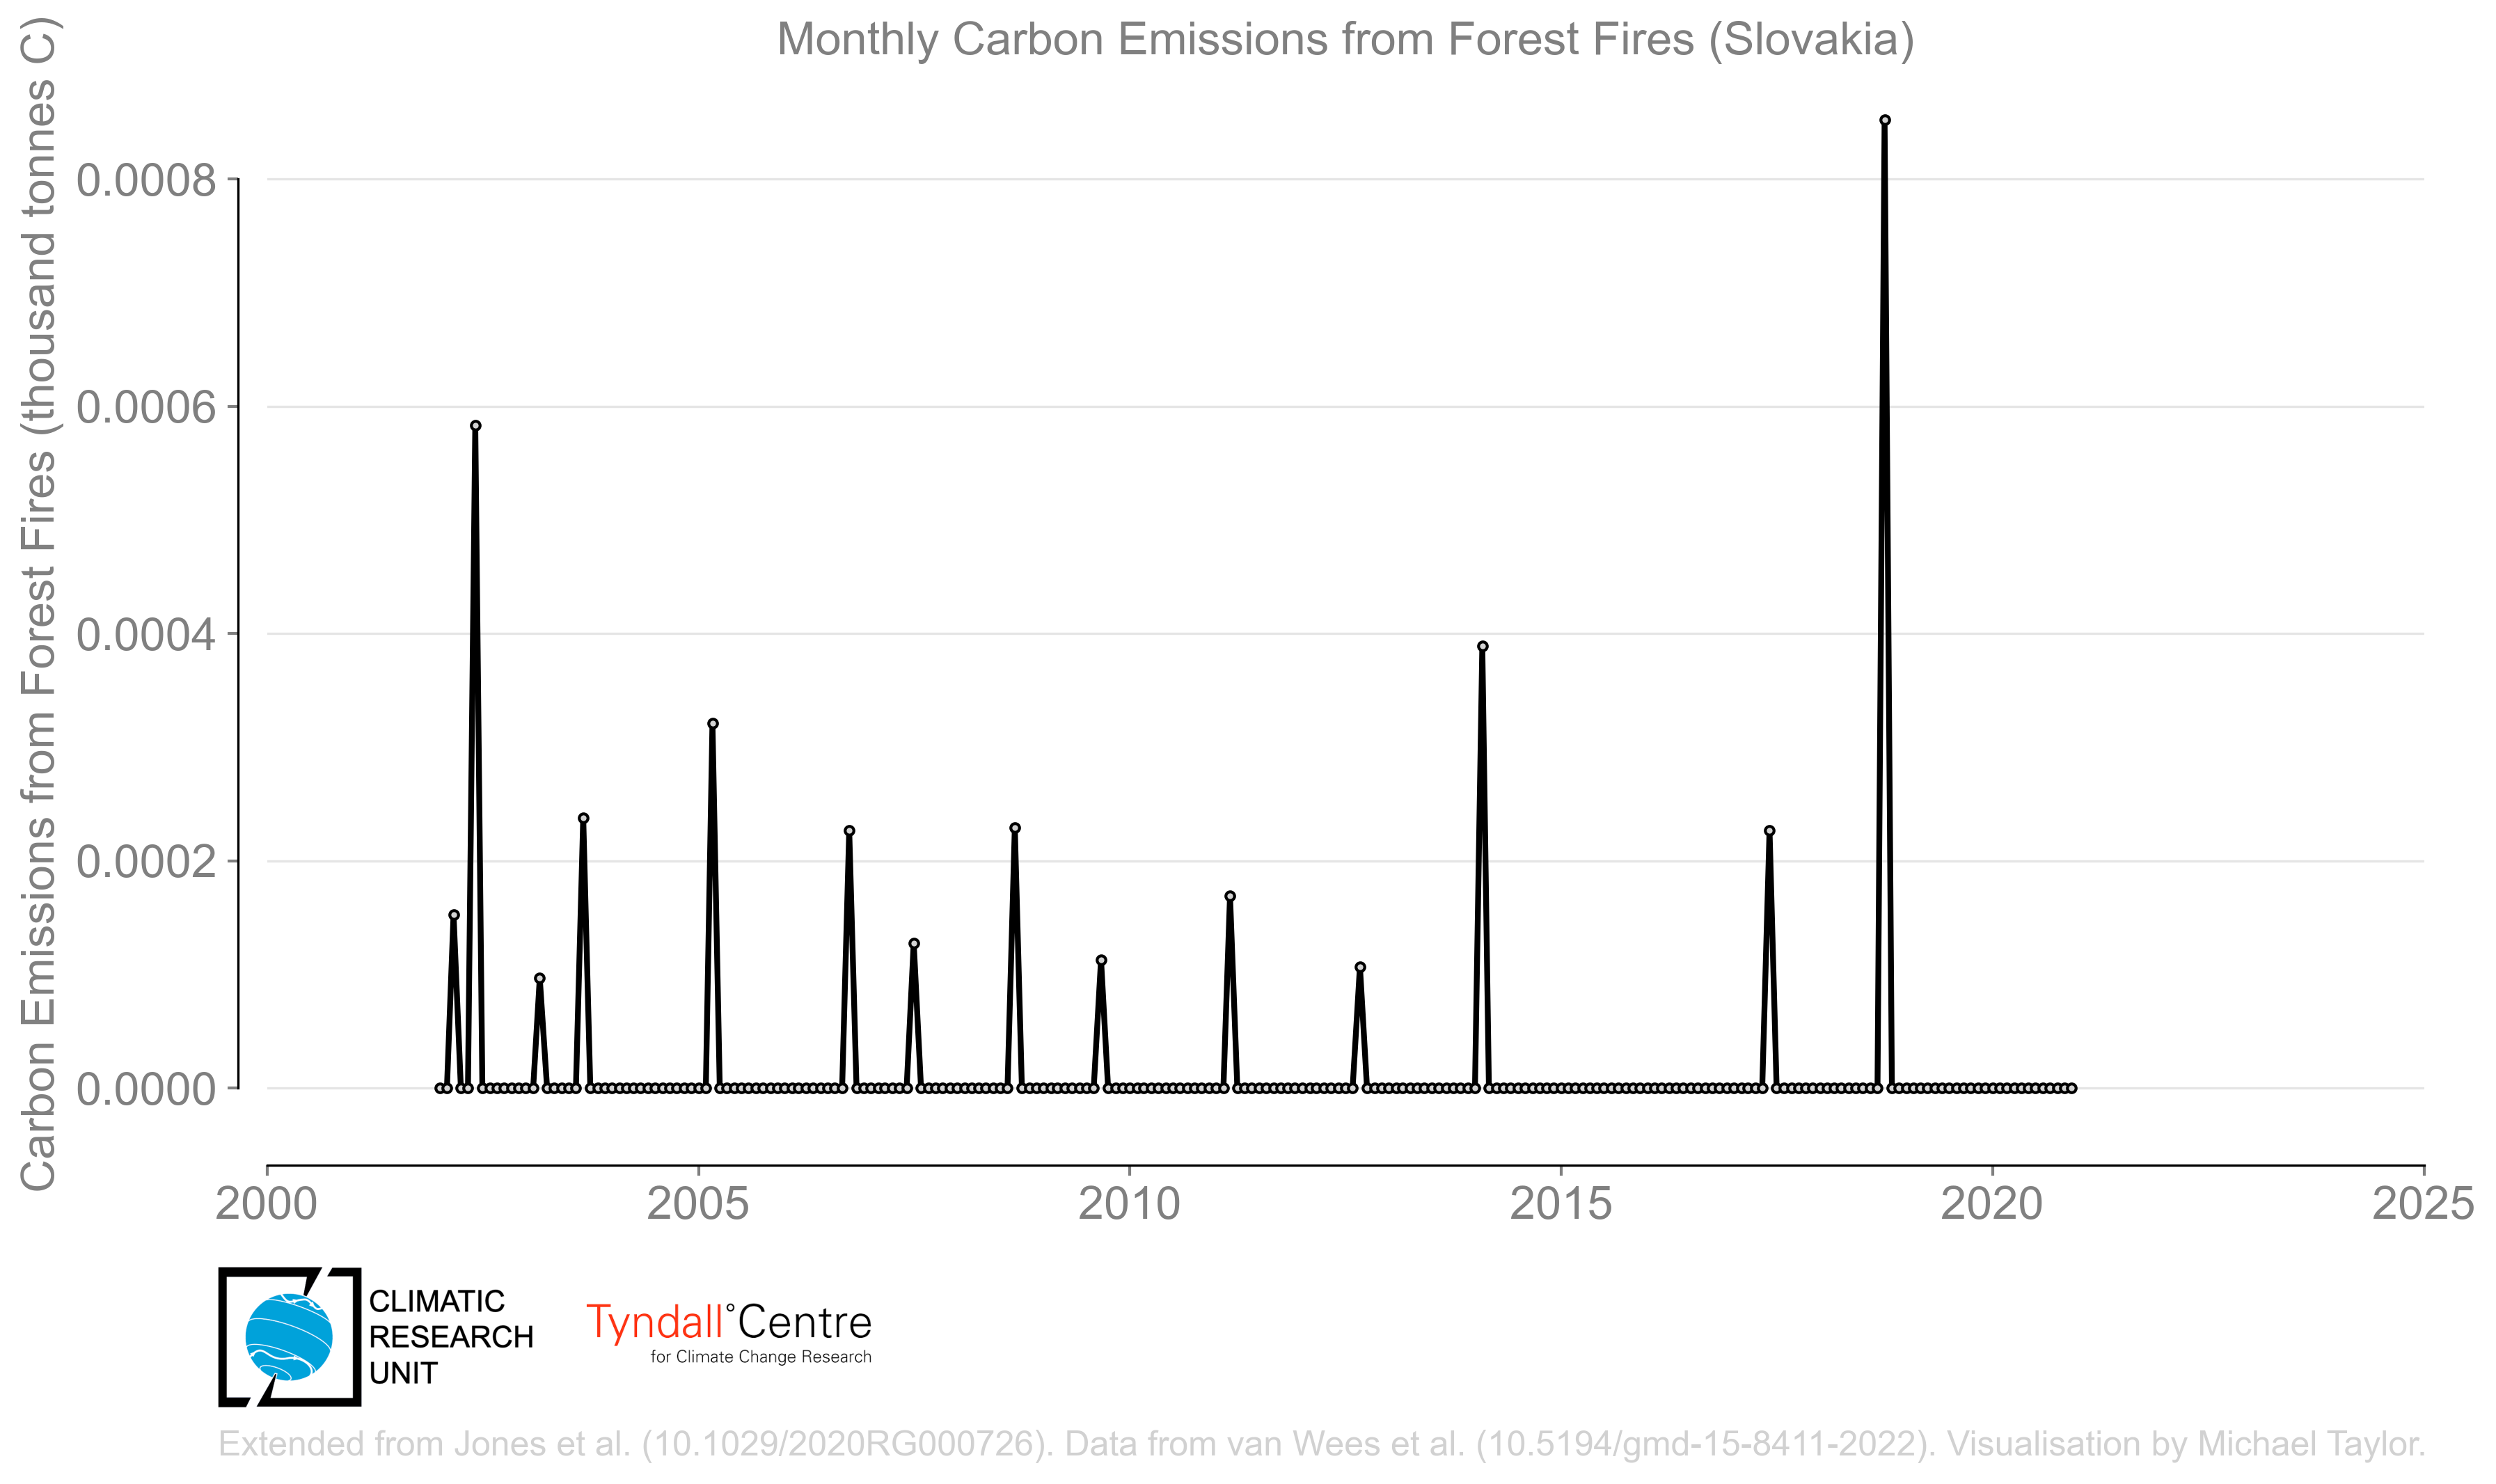 Monthly Carbon Emissions from Forest Fires (Slovakia)
Carbon Emissions from Forest Fires (thousand tonnes C)
0.0008
0.0006
0.0004
0.0002
0.0000
2000
2005
2010
2015
2020
2025
CLIMATIC
RESEARCH
UNIT
Tyndall°Centre
for Climate Change Research
Extended from Jones et al. (10.1029/2020RG000726). Data from van Wees et al. (10.5194/gmd-15-8411-2022). Visualisation by Michael Taylor.